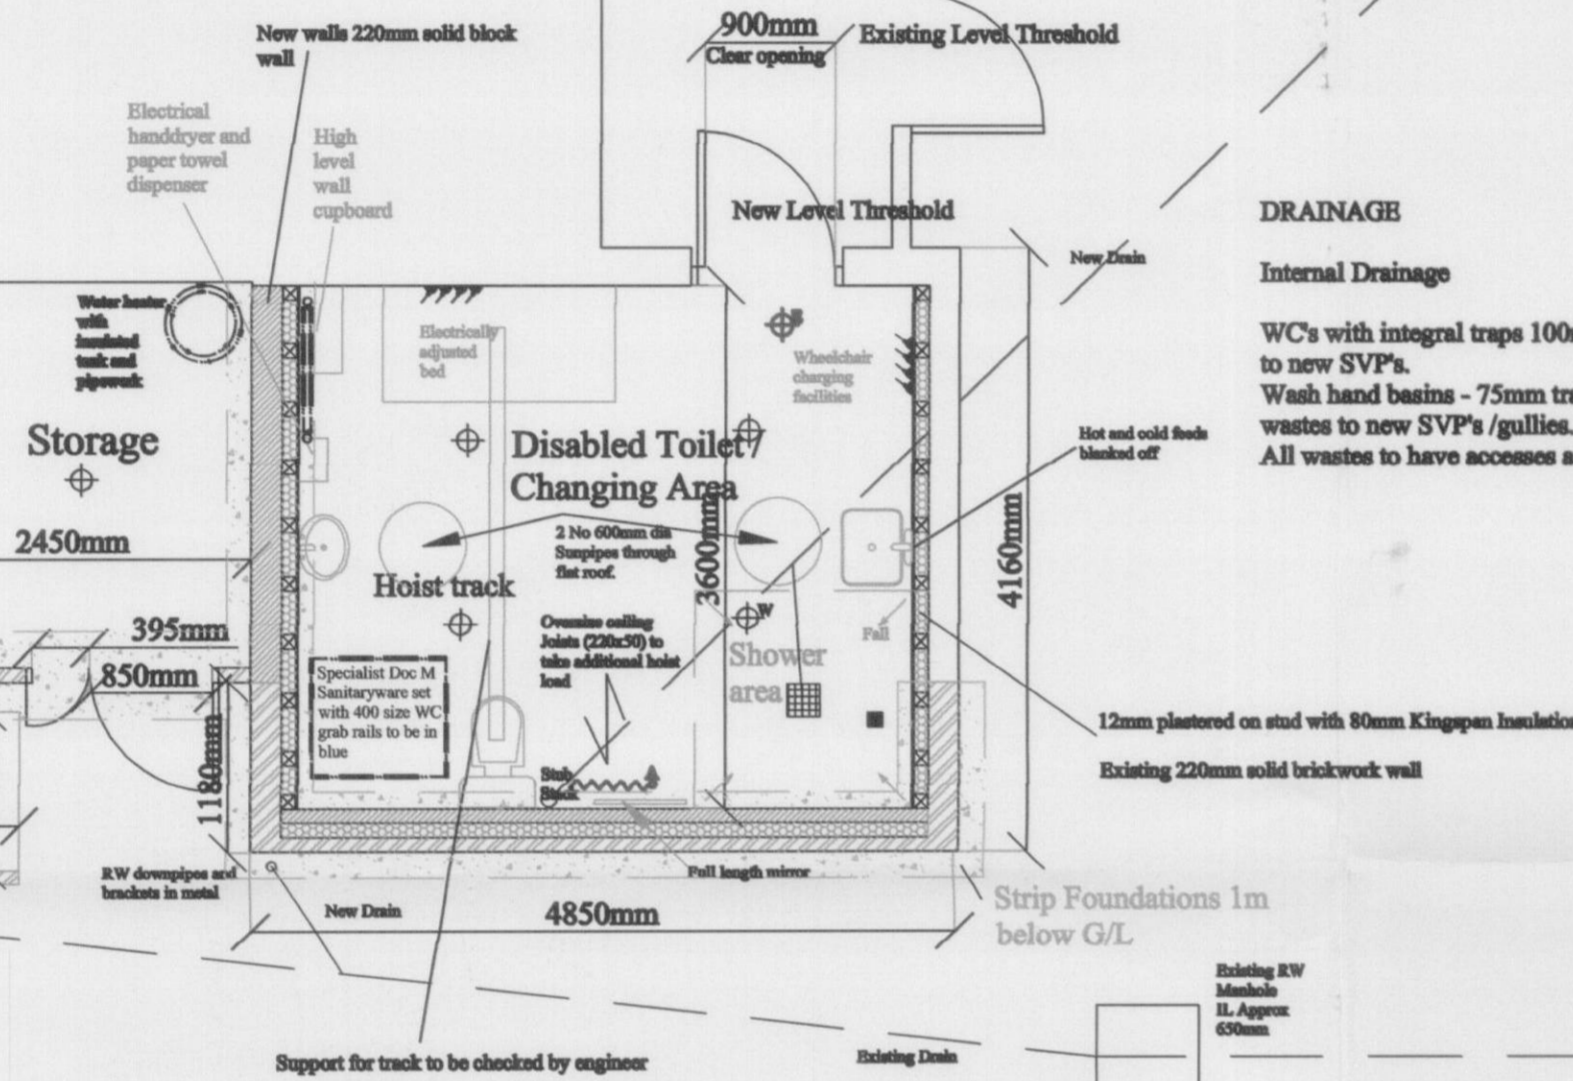 New walls 220mm solid block
wall
900mm
Clear opening
Existing Level Threshold
Electrical
handdryer and
paper towel
dispenser
High
level
wall
cupboard
New Level Threshold
New Drain
DRAINAGE
Internal Drainage
WC's with integral traps 100m
to new SVP's.
Wash hand basins - 75mm tra
wastes to new SVP's /gullies.
All wastes to have accesses a
Water heater
with
insulated
tank and
pipework
Storage
Electrically
adjusted
bed
Wheelchair
charging
facilities
Disabled Toilet/
Changing Area
Hot and cold feeds
blanked off
2450mm
2 No 600mm dia
Sunpipes through
flat roof.
3600mm
4160mm
Hoist track
395mm
850mm
1180mm
Oversize ceiling
Joists (220x50) to
take additional hoist
load
W
Fall
Shower
area
Specialist Doc M
Sanitaryware set
with 400 size WC
grab rails to be in
blue
Stub
Stack
12mm plastered on stud with 80mm Kingspan Insulation
Existing 220mm solid brickwork wall
RW downpipes and
brackets in metal
Full length mirror
New Drain
4850mm
Strip Foundations 1m
below G/L
Existing RW
Manhole
IL Approx
650mm
Support for track to be checked by engineer
Existing Drain